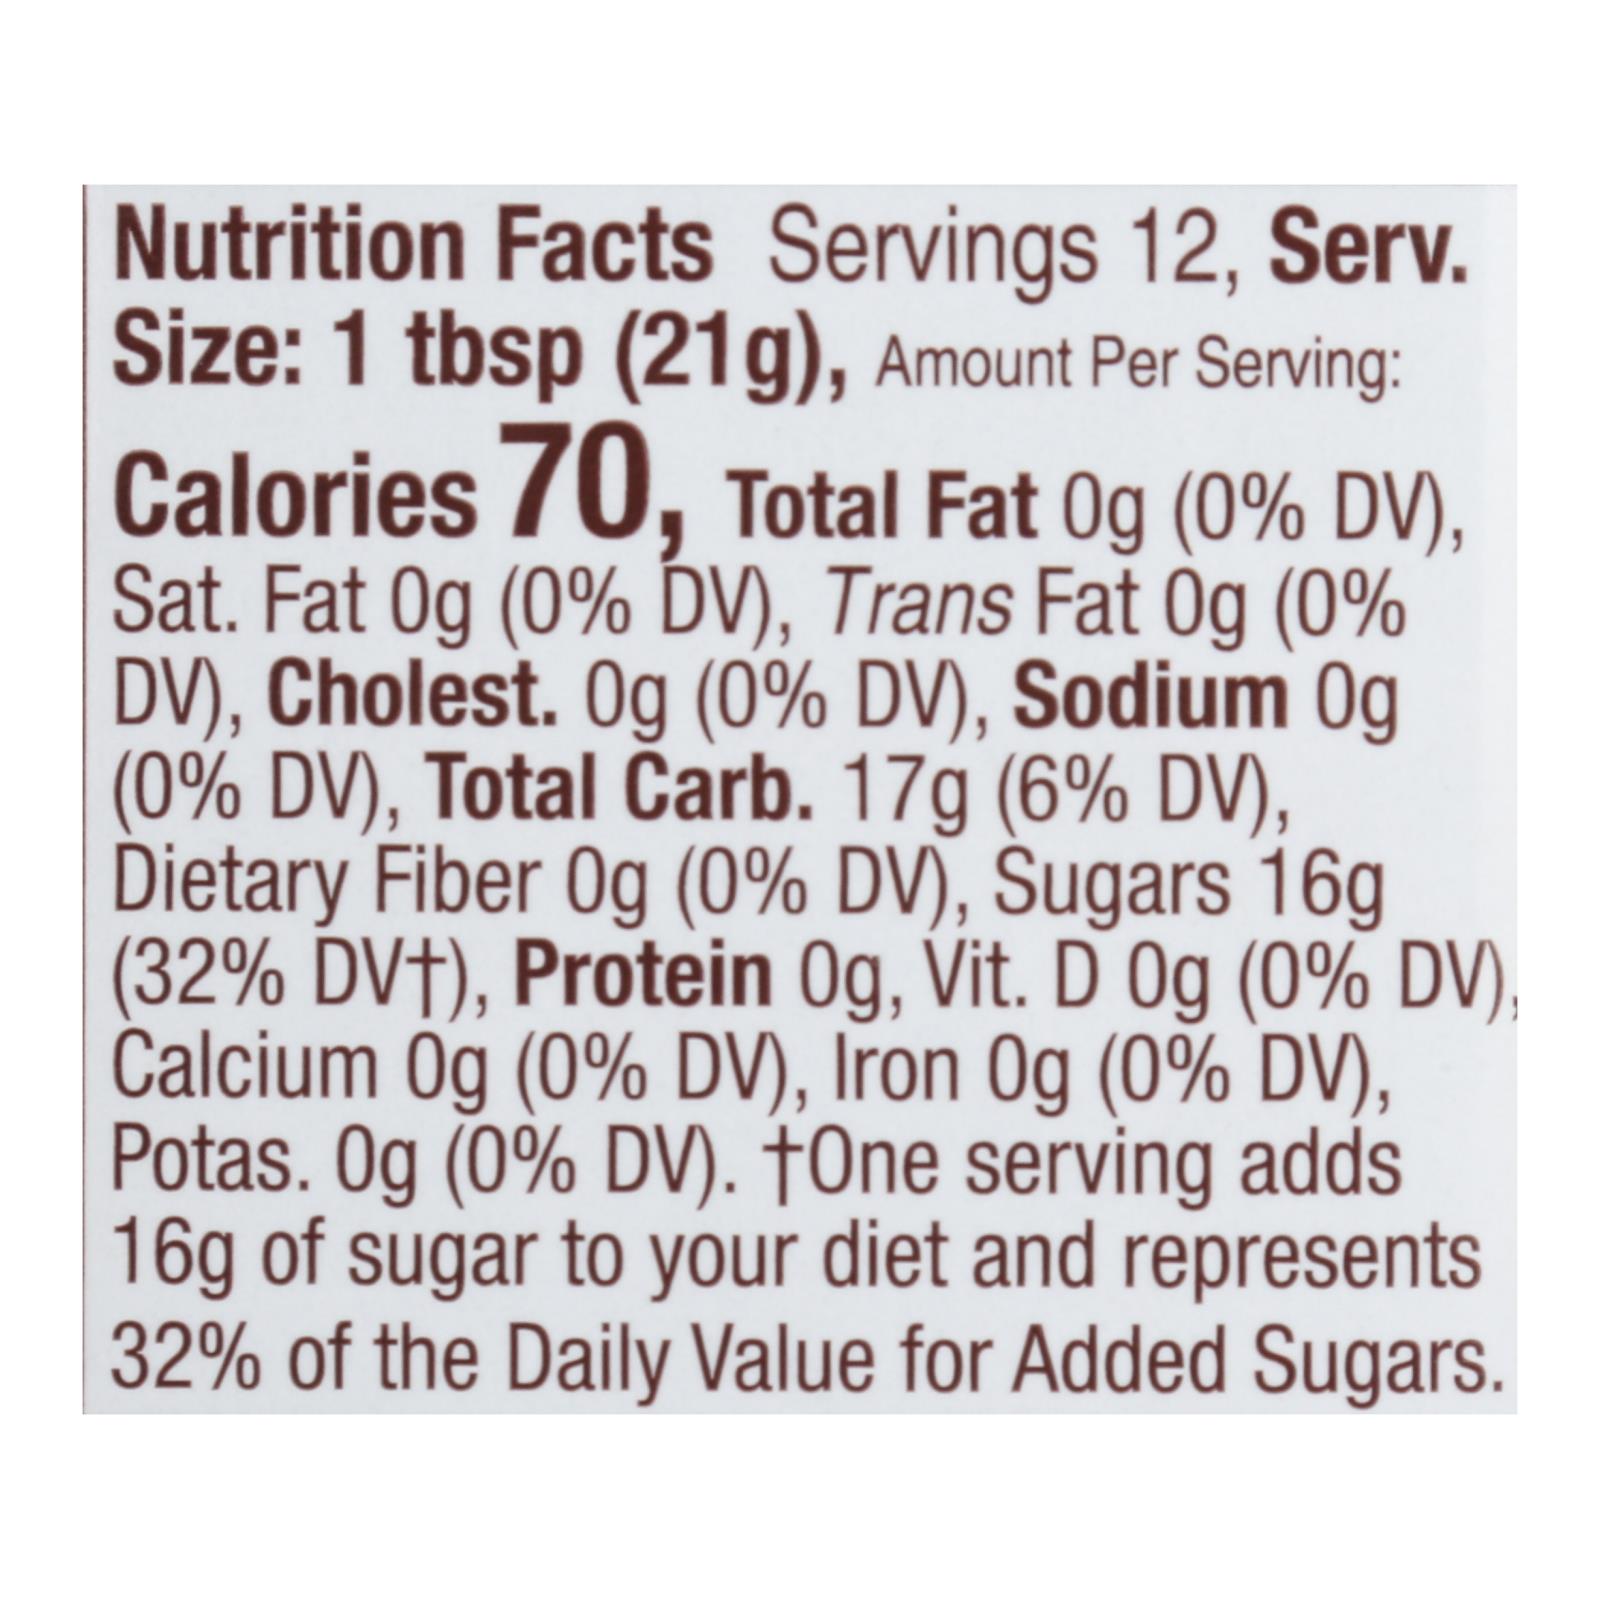 Nutrition Facts Servings 12, Serv.
Size: 1 tbsp (21g), Amount Per Serving:
Calories 70, Total Fat 0g (0% DV),
Sat. Fat 0g (0% DV), Trans Fat 0g (0%
DV), Cholest. 0g (0% DV), Sodium 0g
(0% DV), Total Carb. 17g (6% DV),
Dietary Fiber 0g (0% DV), Sugars 16g
(32% DV†), Protein 0g, Vit. D 0g (0% DV),
Calcium 0g (0% DV), Iron 0g (0% DV),
Potas. 0g (0% DV). †One serving adds
16g of sugar to your diet and represents
32% of the Daily Value for Added Sugars.